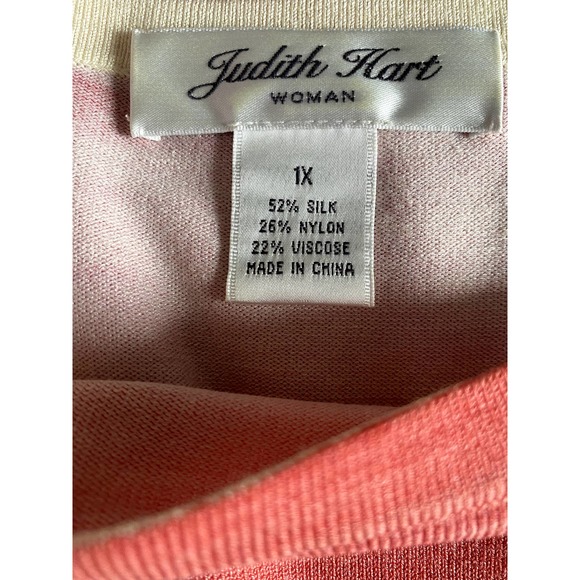 Judith Hart
WOMAN
1X
52% SILK
26% NYLON
22% VISCOSE
MADE IN CHINA